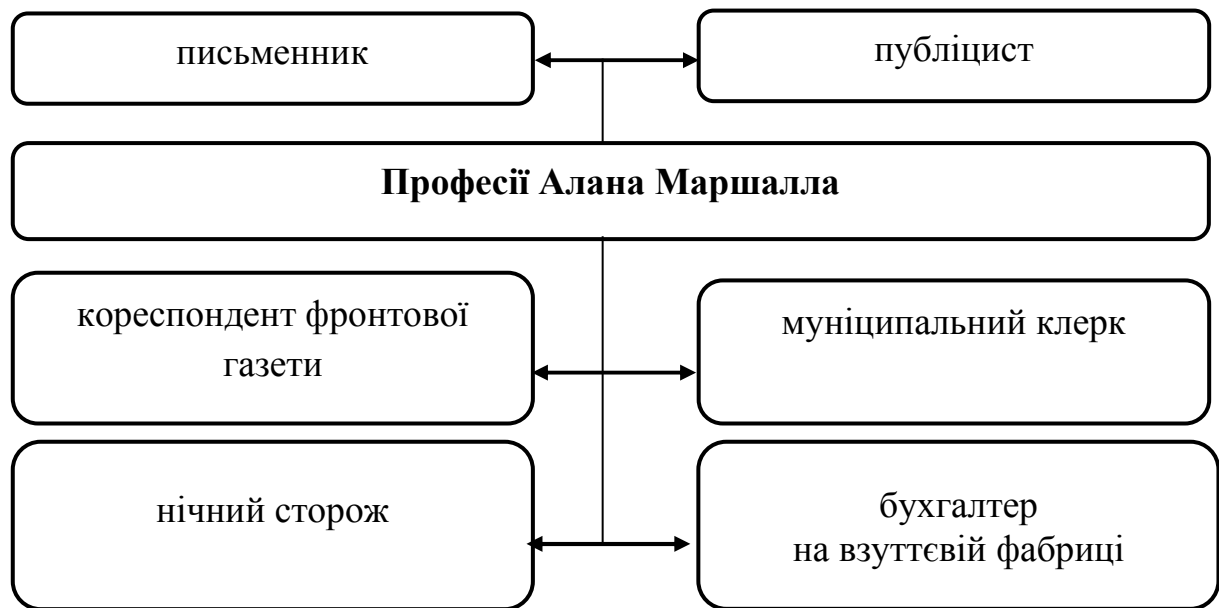 письменник
публіцист
Професії Алана Маршалла
кореспондент фронтової
газети
муніципальний клерк
нічний сторож
бухгалтер
на взуттєвій фабриці